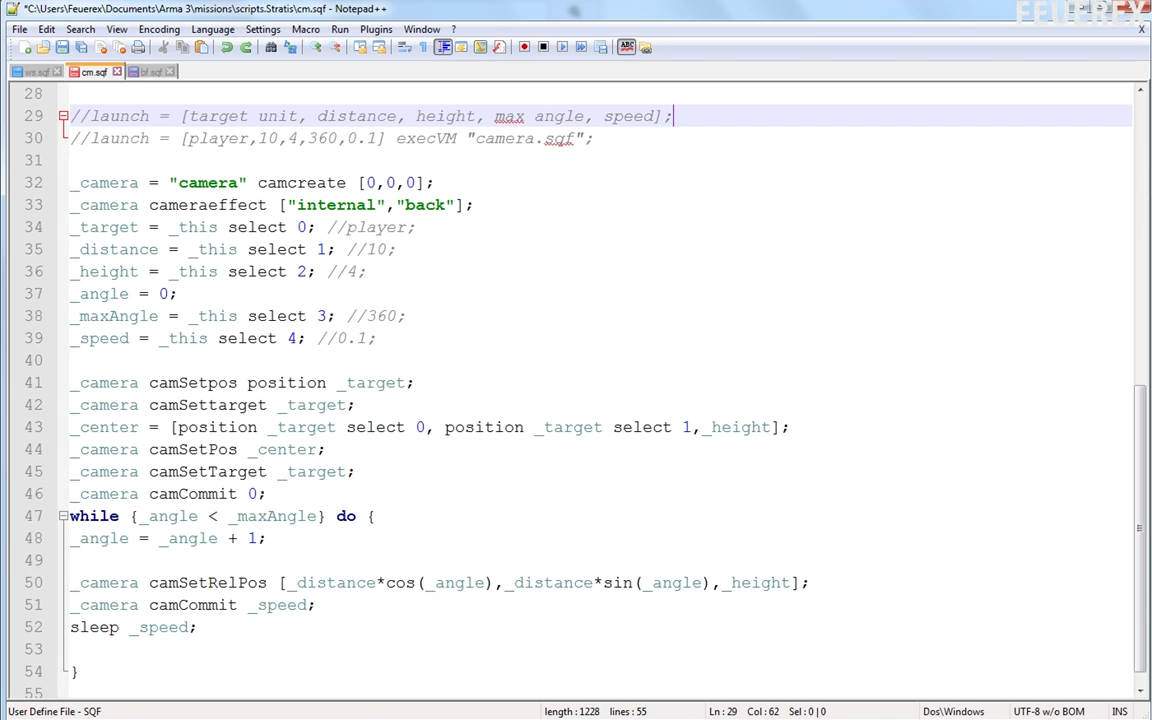 *C:\Users\Feuerex\Documents\Arma 3\missions\scripts.Stratis\cm.sqf - Notepad++
FEUEREX
File Edit Search View Encoding Language Settings Macro Run Plugins Window ? X
ws.sqf cm.sqf bf.sqf
28
29 //launch = [target unit, distance, height, max angle, speed];
30 //launch = [player,10,4,360,0.1] execVM "camera.sqf";
31
32 _camera = "camera" camcreate [0,0,0];
33 _camera cameraeffect ["internal","back"];
34 _target = _this select 0; //player;
35 _distance = _this select 1; //10;
36 _height = _this select 2; //4;
37 _angle = 0;
38 _maxAngle = _this select 3; //360;
39 _speed = _this select 4; //0.1;
40
41 _camera camSetpos position _target;
42 _camera camSettarget _target;
43 _center = [position _target select 0, position _target select 1,_height];
44 _camera camSetPos _center;
45 _camera camSetTarget _target;
46 _camera camCommit 0;
47 while {_angle < _maxAngle} do {
48 _angle = _angle + 1;
49
50 _camera camSetRelPos [_distance*cos(_angle),_distance*sin(_angle),_height];
51 _camera camCommit _speed;
52 sleep _speed;
53
54 }
55
User Define File - SQF length : 1228 lines : 55 Ln : 29 Col : 62 Sel : 0 | 0 Dos\Windows UTF-8 w/o BOM INS